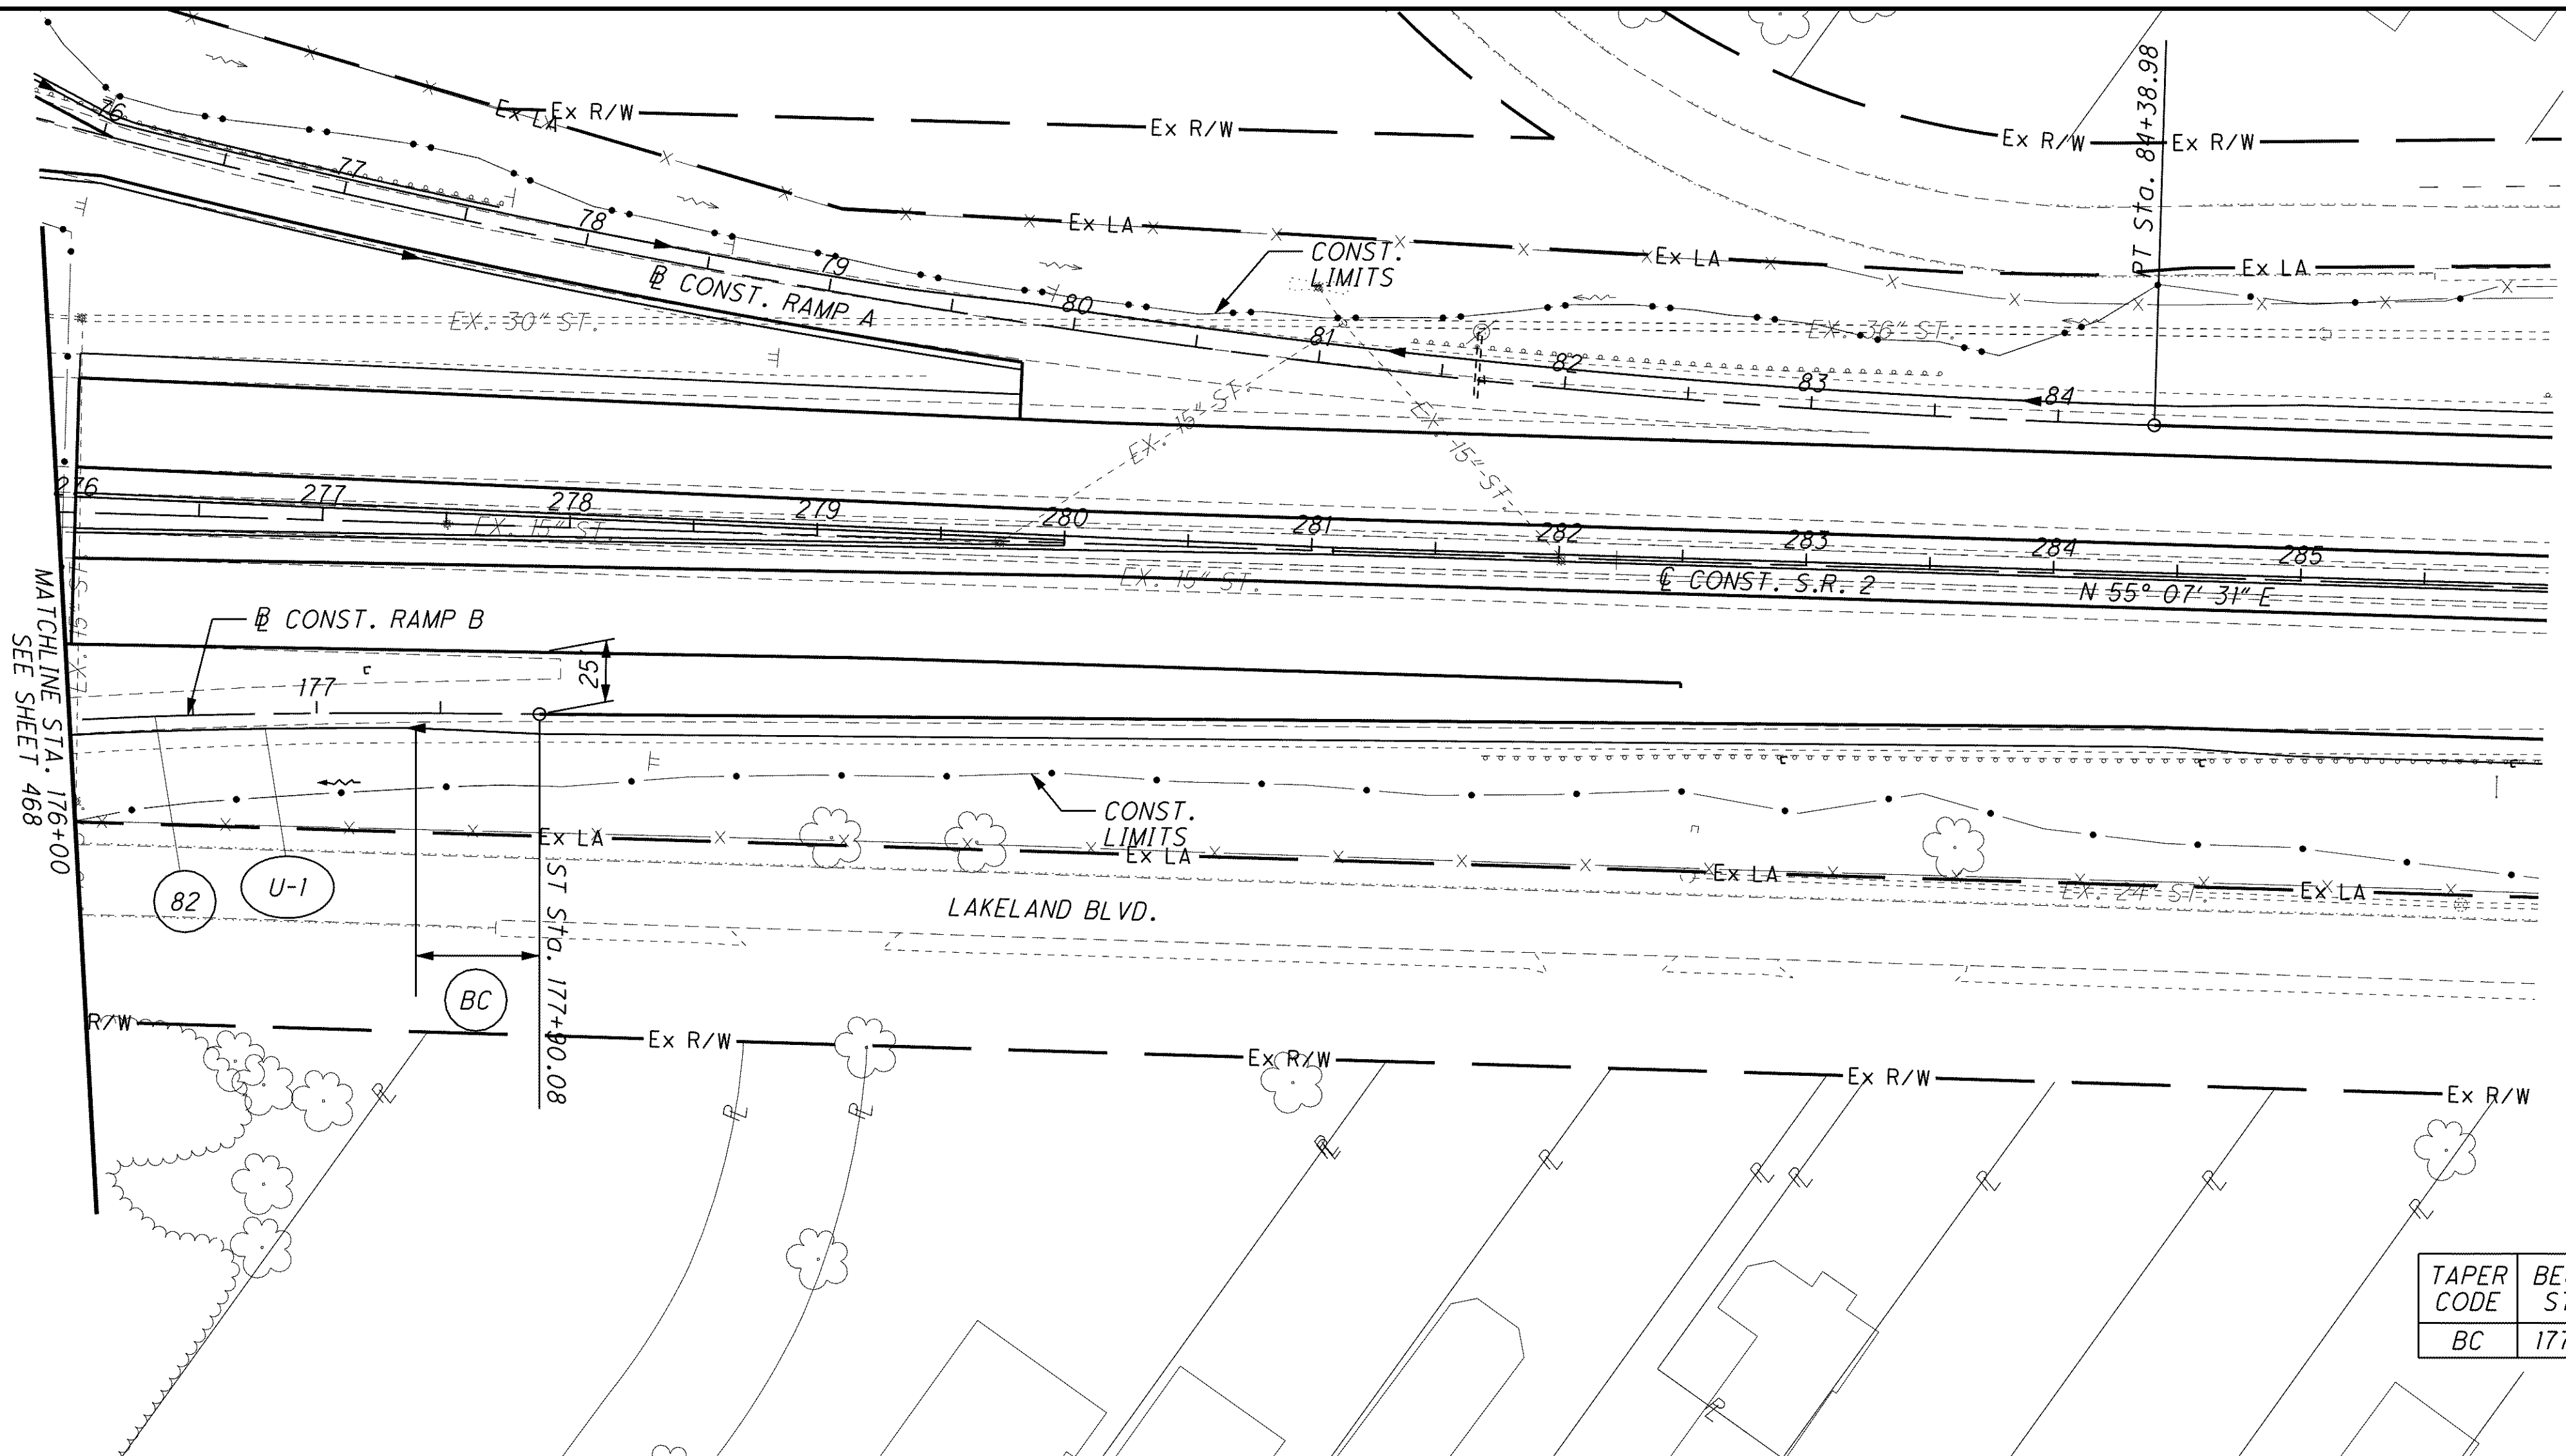 Ex LA
Ex R/W
Ex R/W
Ex R/W
Ex R/W
PT Sta. 84+38.98
76
77
78
79
80
81
82
83
84
Ex LA
Ex LA
Ex LA
CONST.
LIMITS
℄ CONST. RAMP A
EX. 30" ST.
EX. 36" ST.
EX. 15" ST.
EX. 15" ST.
276
277
278
279
280
281
282
283
284
285
EX. 15" ST.
EX. 15" ST.
℄ CONST. S.R. 2
N 55° 07' 31" E
EX. 15" ST.
MATCHLINE STA. 176+00
SEE SHEET 468
℄ CONST. RAMP B
177
25'
CONST.
LIMITS
Ex LA
Ex LA
Ex LA
Ex LA
EX. 24" ST.
82
U-1
BC
ST Sta. 177+90.08
LAKELAND BLVD.
R/W
Ex R/W
Ex R/W
Ex R/W
Ex R/W
TAPER
CODE
BC
177